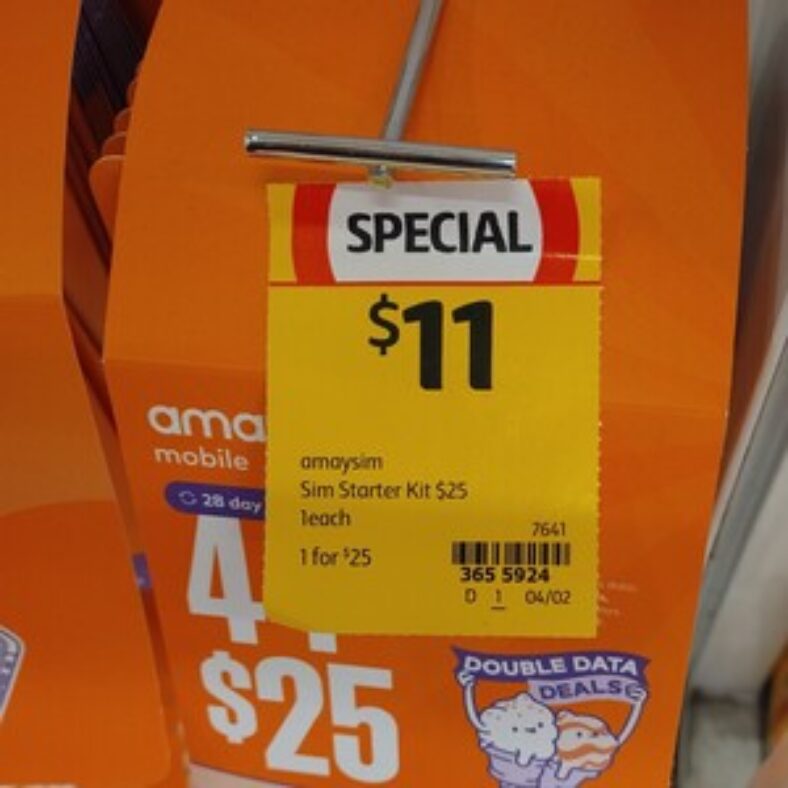 SPECIAL
$11
amaysim
Sim Starter Kit $25
1each
7641
1 for $25
365 5924
D 1 04/02
ama
mobile
28 day
$25
DOUBLE DATA
DEALS